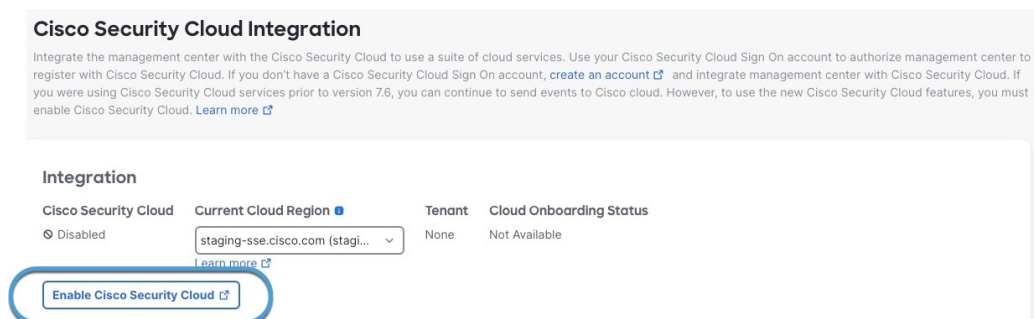 Cisco Security Cloud Integration
Integrate the management center with the Cisco Security Cloud to use a suite of cloud services. Use your Cisco Security Cloud Sign On account to authorize management center to
register with Cisco Security Cloud. If you don't have a Cisco Security Cloud Sign On account, create an account and integrate management center with Cisco Security Cloud. If
you were using Cisco Security Cloud services prior to version 7.6, you can continue to send events to Cisco cloud. However, to use the new Cisco Security Cloud features, you must
enable Cisco Security Cloud. Learn more
Integration
Cisco Security Cloud Current Cloud Region Tenant Cloud Onboarding Status
Disabled staging-sse.cisco.com (stagi... None Not Available
Learn more
Enable Cisco Security Cloud